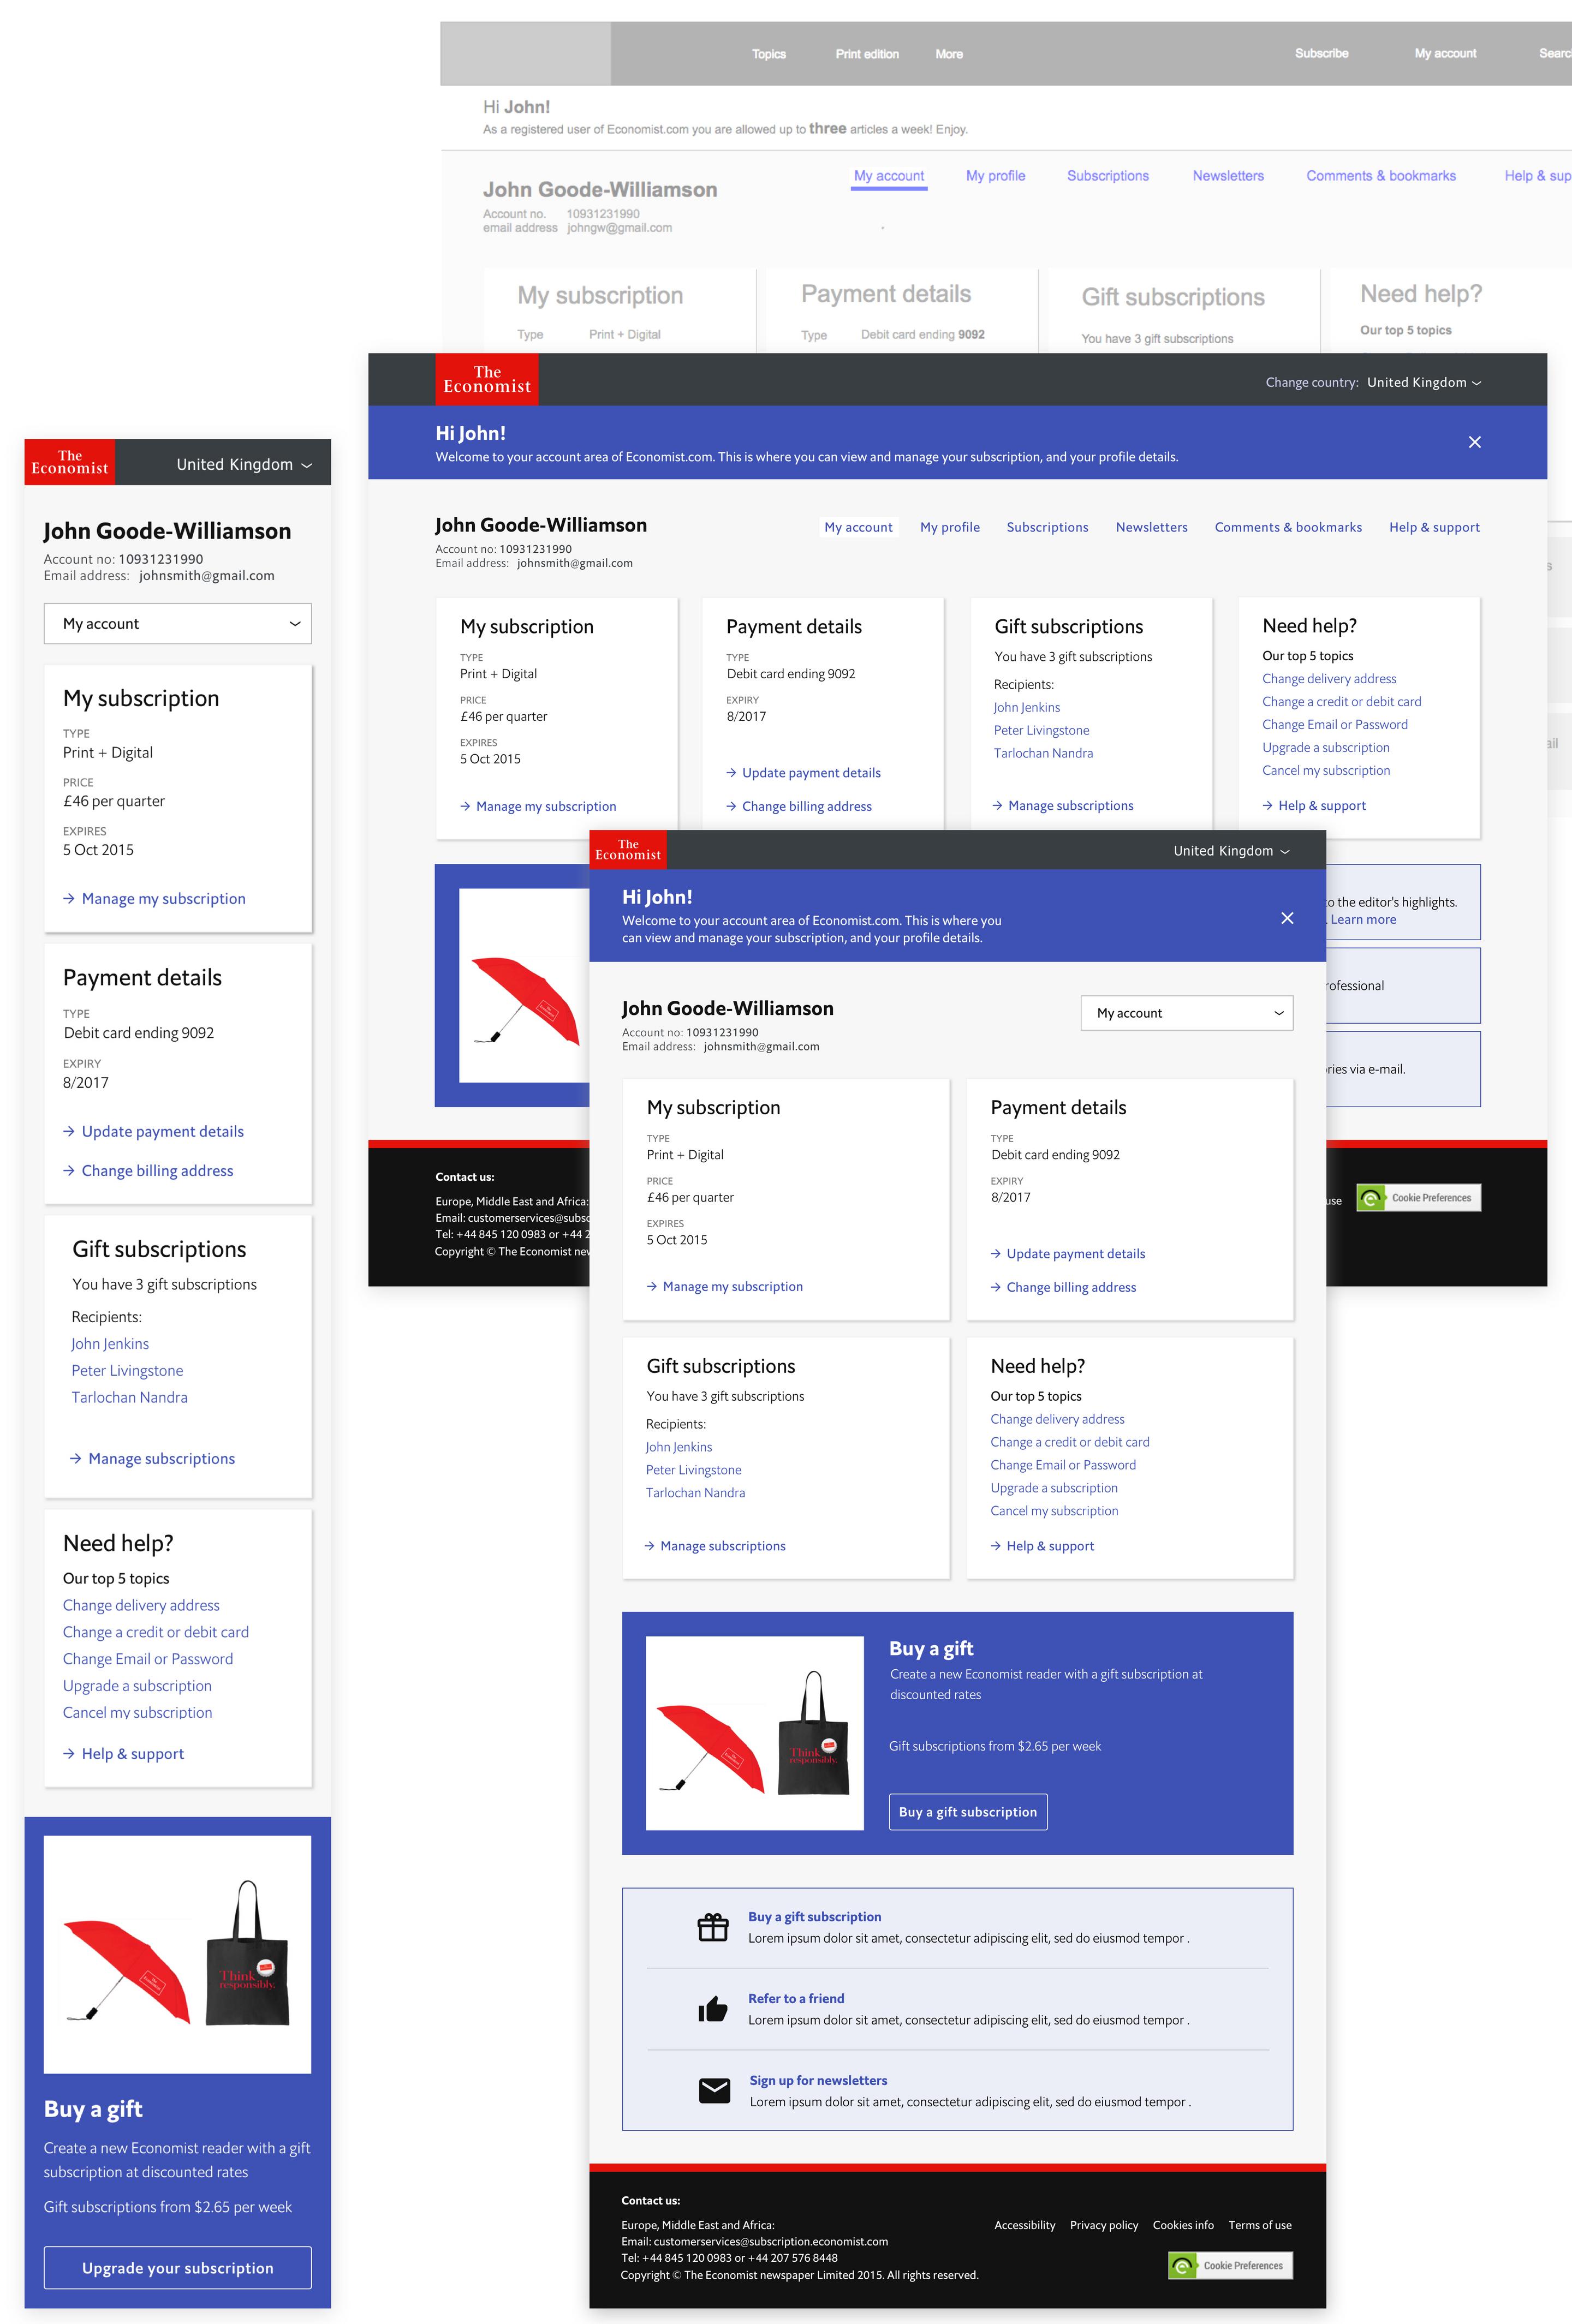 Topics Print edition More Subscribe My account
Hi John!
As a registered user of Economist.com you are allowed up to three articles a week! Enjoy.
John Goode-Williamson
Account no. 10931231990
email address johngw@gmail.com
My account My profile Subscriptions Newsletters Comments & bookmarks Help &
My subscription
Type Print + Digital
Payment details
Type Debit card ending 9092
Gift subscriptions
You have 3 gift subscriptions
Need help?
Our top 5 topics
The
Economist
Change country: United Kingdom
Hi John!
Welcome to your account area of Economist.com. This is where you can view and manage your subscription, and your profile details.
John Goode-Williamson
Account no: 10931231990
Email address: johnsmith@gmail.com
My account My profile Subscriptions Newsletters Comments & bookmarks Help & support
My subscription
TYPE
Print + Digital
PRICE
£46 per quarter
EXPIRES
5 Oct 2015
Manage my subscription
Payment details
TYPE
Debit card ending 9092
EXPIRY
8/2017
Update payment details
Change billing address
Gift subscriptions
You have 3 gift subscriptions
Recipients:
John Jenkins
Peter Livingstone
Tarlochan Nandra
Manage subscriptions
Need help?
Our top 5 topics
Change delivery address
Change a credit or debit card
Change Email or Password
Upgrade a subscription
Cancel my subscription
Help & support
the editor's highlights.
Learn more
via e-mail.
Contact us:
Europe, Middle East and Africa:
Email:
Tel: +44 845 120 0983 or +44
Copyright © The Economist
Cookie Preferences
The
Economist
United Kingdom
John Goode-Williamson
Account no: 10931231990
Email address: johnsmith@gmail.com
My account
My subscription
TYPE
Print + Digital
PRICE
£46 per quarter
EXPIRES
5 Oct 2015
Manage my subscription
Payment details
TYPE
Debit card ending 9092
EXPIRY
8/2017
Update payment details
Change billing address
Gift subscriptions
You have 3 gift subscriptions
Recipients:
John Jenkins
Peter Livingstone
Tarlochan Nandra
Manage subscriptions
Need help?
Our top 5 topics
Change delivery address
Change a credit or debit card
Change Email or Password
Upgrade a subscription
Cancel my subscription
Help & support
Think
responsibly.
Buy a gift
Create a new Economist reader with a gift
subscription at discounted rates
Gift subscriptions from $2.65 per week
Upgrade your subscription
The
Economist
United Kingdom
Hi John!
Welcome to your account area of Economist.com. This is where you
can view and manage your subscription, and your profile details.
John Goode-Williamson
Account no: 10931231990
Email address: johnsmith@gmail.com
My account
My subscription
TYPE
Print + Digital
PRICE
£46 per quarter
EXPIRES
5 Oct 2015
Manage my subscription
Payment details
TYPE
Debit card ending 9092
EXPIRY
8/2017
Update payment details
Change billing address
Gift subscriptions
You have 3 gift subscriptions
Recipients:
John Jenkins
Peter Livingstone
Tarlochan Nandra
Manage subscriptions
Need help?
Our top 5 topics
Change delivery address
Change a credit or debit card
Change Email or Password
Upgrade a subscription
Cancel my subscription
Help & support
Think
responsibly.
Buy a gift
Create a new Economist reader with a gift subscription at
discounted rates
Gift subscriptions from $2.65 per week
Buy a gift subscription
Buy a gift subscription
Lorem ipsum dolor sit amet, consectetur adipiscing elit, sed do eiusmod tempor .
Refer to a friend
Lorem ipsum dolor sit amet, consectetur adipiscing elit, sed do eiusmod tempor .
Sign up for newsletters
Lorem ipsum dolor sit amet, consectetur adipiscing elit, sed do eiusmod tempor .
Contact us:
Europe, Middle East and Africa:
Email: customerservices@subscription.economist.com
Tel: +44 845 120 0983 or +44 207 576 8448
Copyright © The Economist newspaper Limited 2015. All rights reserved.
Accessibility Privacy policy Cookies info Terms of use
Cookie Preferences